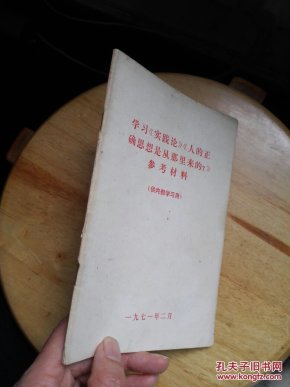 学习《实践论》《人的正
确思想是从那里来的?》
参考材料
(供内部学习用)
一九七一年二月
孔夫子旧书网